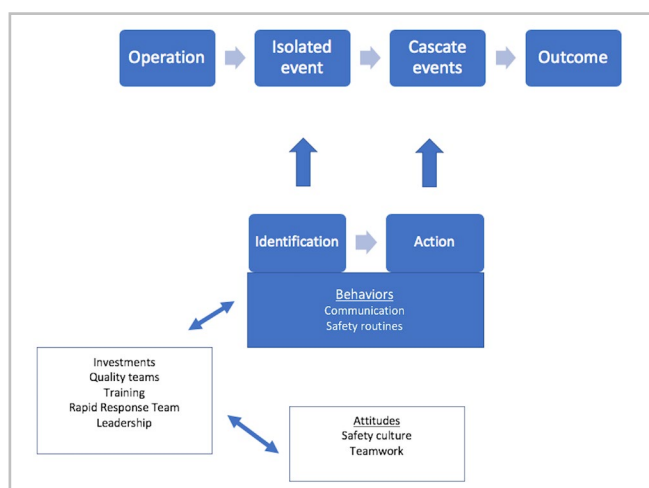 Operation
Isolated
event
Cascate
events
Outcome
Identification
Action
Behaviors
Communication
Safety routines
Investments
Quality teams
Training
Rapid Response Team
Leadership
Attitudes
Safety culture
Teamwork